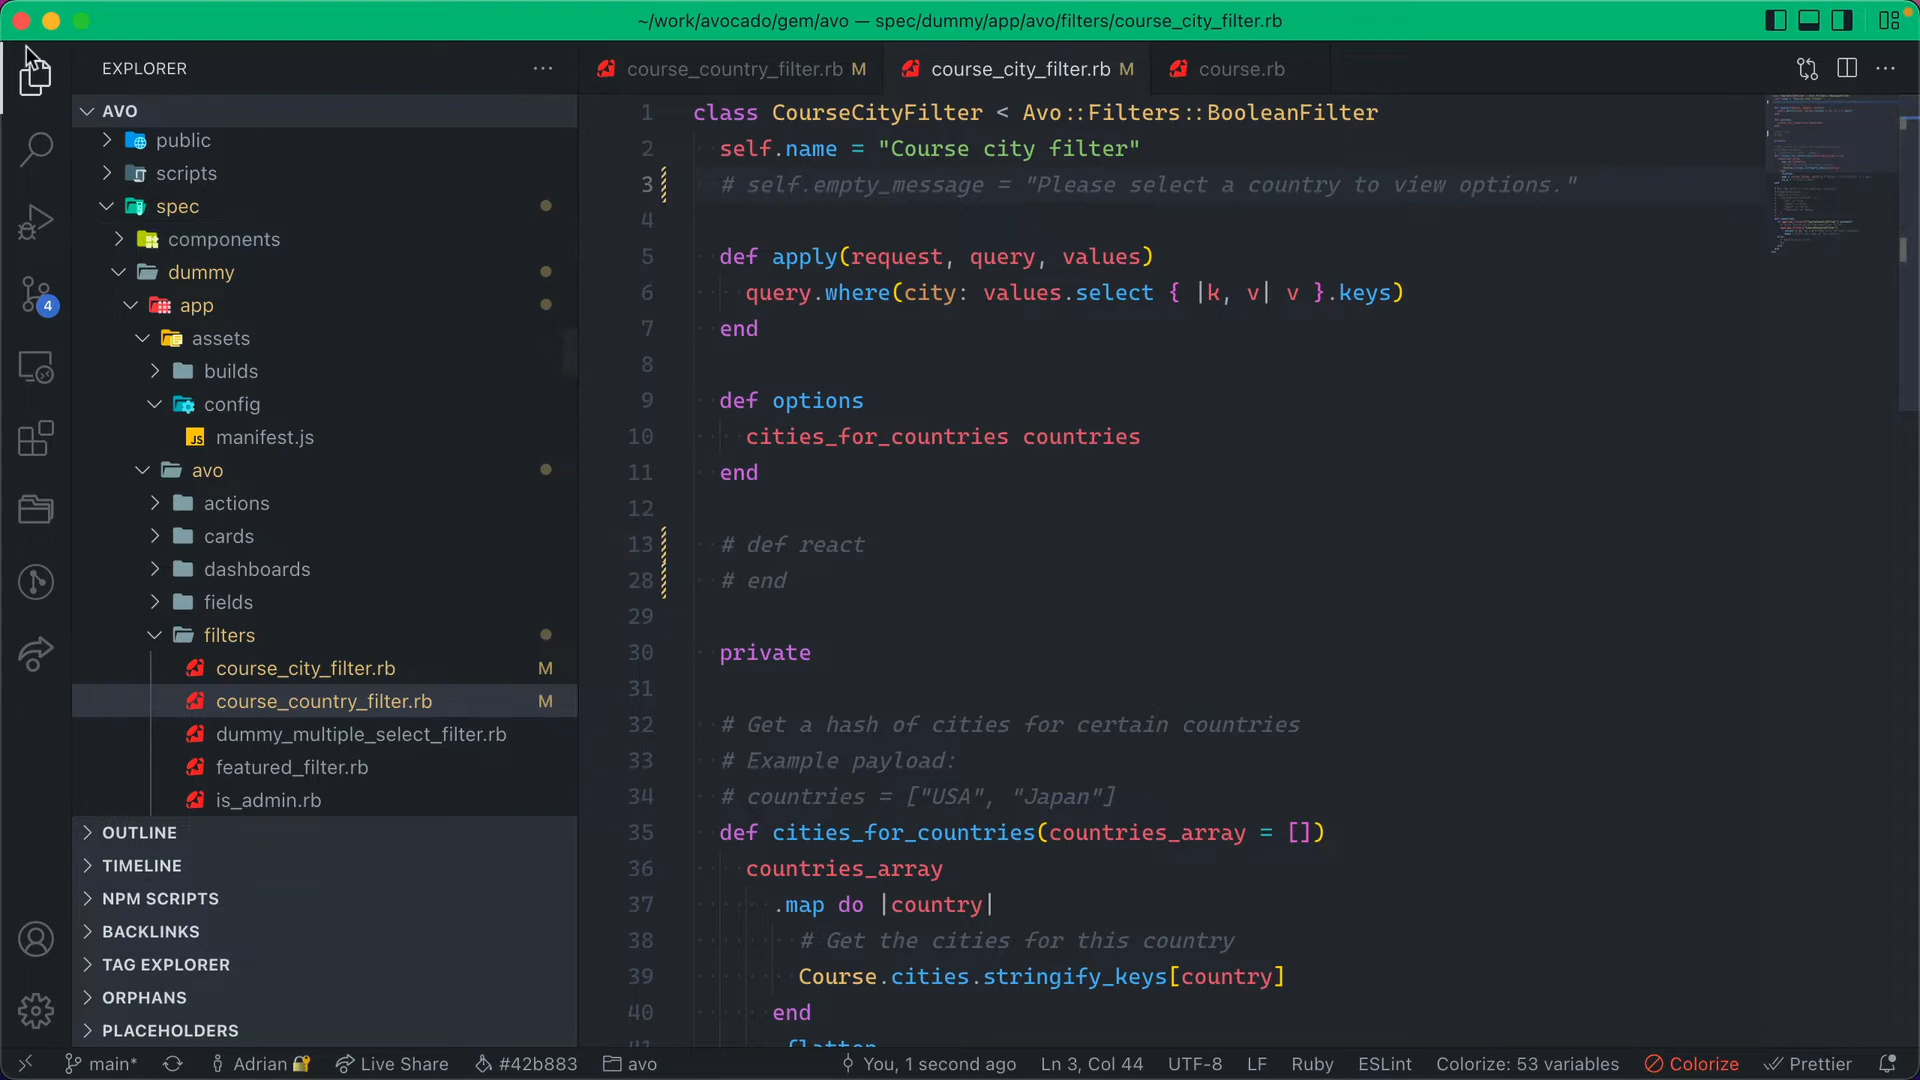 ~/work/avocado/gem/avo — spec/dummy/app/avo/filters/course_city_filter.rb
EXPLORER
course_country_filter.rb M
course_city_filter.rb M
course.rb
AVO
public
scripts
spec
components
dummy
app
assets
builds
config
JS manifest.js
avo
actions
cards
dashboards
fields
filters
course_city_filter.rb M
course_country_filter.rb M
dummy_multiple_select_filter.rb
featured_filter.rb
is_admin.rb
OUTLINE
TIMELINE
NPM SCRIPTS
BACKLINKS
TAG EXPLORER
ORPHANS
PLACEHOLDERS
4
1 class CourseCityFilter < Avo::Filters::BooleanFilter
2 self.name = "Course city filter"
3 # self.empty_message = "Please select a country to view options."
4
5 def apply(request, query, values)
6 query.where(city: values.select { |k, v| v }.keys)
7 end
8
9 def options
10 cities_for_countries countries
11 end
12
13 # def react
28 # end
29
30 private
31
32 # Get a hash of cities for certain countries
33 # Example payload:
34 # countries = ["USA", "Japan"]
35 def cities_for_countries(countries_array = [])
36 countries_array
37 .map do |country|
38 # Get the cities for this country
39 Course.cities.stringify_keys[country]
40 end
41 .flatten
main* Adrian Live Share #42b883 avo You, 1 second ago Ln 3, Col 44 UTF-8 LF Ruby ESLint Colorize: 53 variables Colorize Prettier